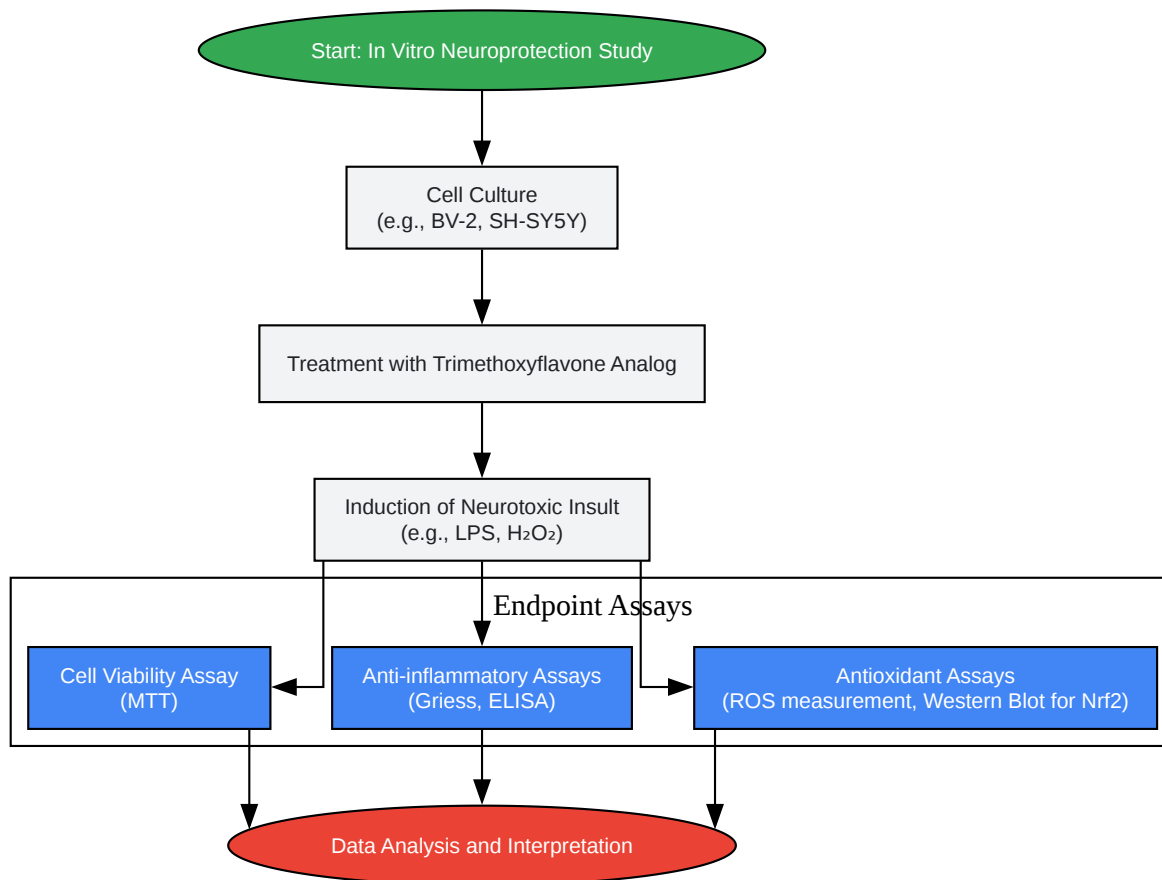 Start: In Vitro Neuroprotection Study
Cell Culture
(e.g., BV-2, SH-SY5Y)
Treatment with Trimethoxyflavone Analog
Induction of Neurotoxic Insult
(e.g., LPS, H₂O₂)
Endpoint Assays
Cell Viability Assay
(MTT)
Anti-inflammatory Assays
(Griess, ELISA)
Antioxidant Assays
(ROS measurement, Western Blot for Nrf2)
Data Analysis and Interpretation